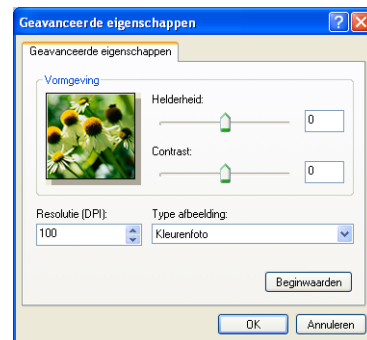 Geavanceerde eigenschappen
Geavanceerde eigenschappen
Vormgeving
Helderheid:
0
Contrast:
0
Resolutie (DPI):
Type afbeelding:
100
Kleurenfoto
Beginwaarden
OK
Annuleren